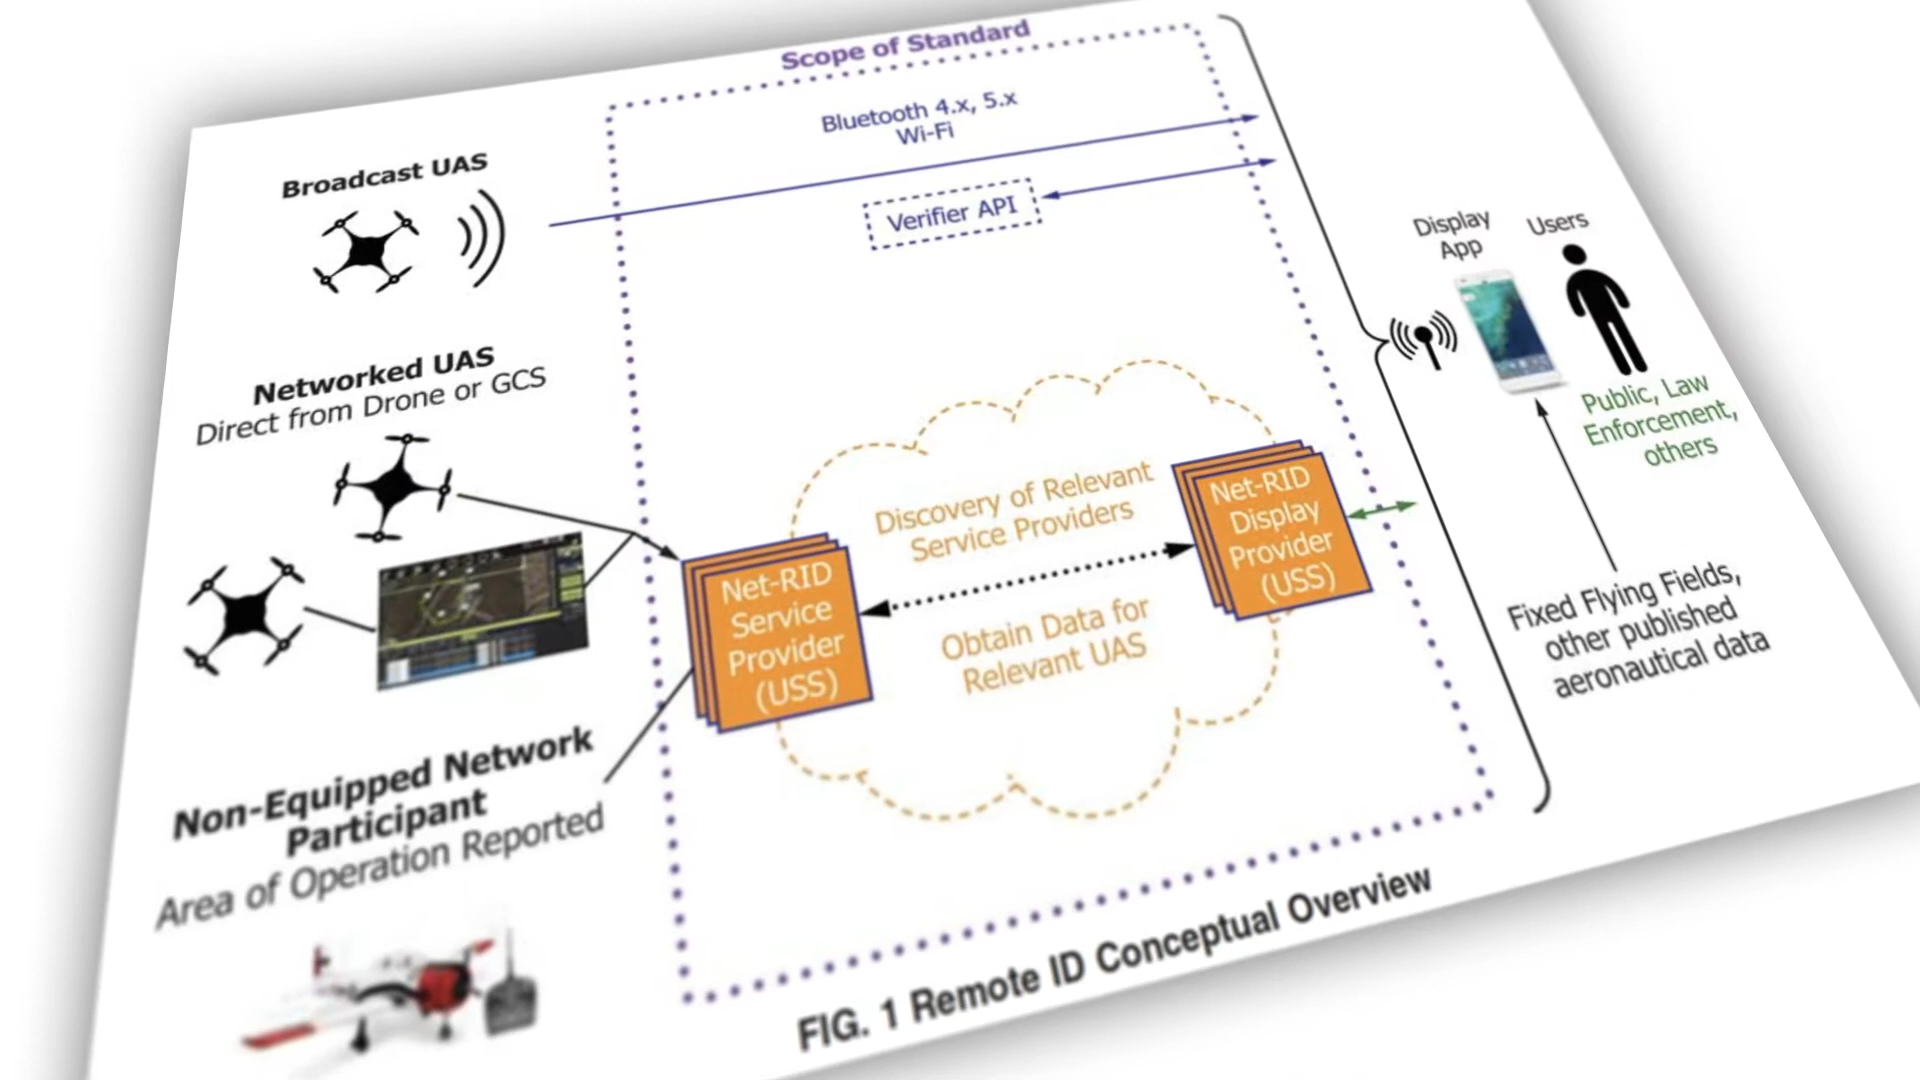 Scope of Standard
Bluetooth 4.x, 5.x
Wi-Fi
Broadcast UAS
Verifier API
Display
App
Users
Public, Law
Enforcement,
others
Networked UAS
Direct from Drone or GCS
Discovery of Relevant
Service Providers
Net-RID
Display
Provider
(USS)
Net-RID
Service
Provider
(USS)
Obtain Data for
Relevant UAS
Fixed Flying Fields,
other published
aeronautical data
Non-Equipped Network
Participant
Area of Operation Reported
FIG. 1 Remote ID Conceptual Overview